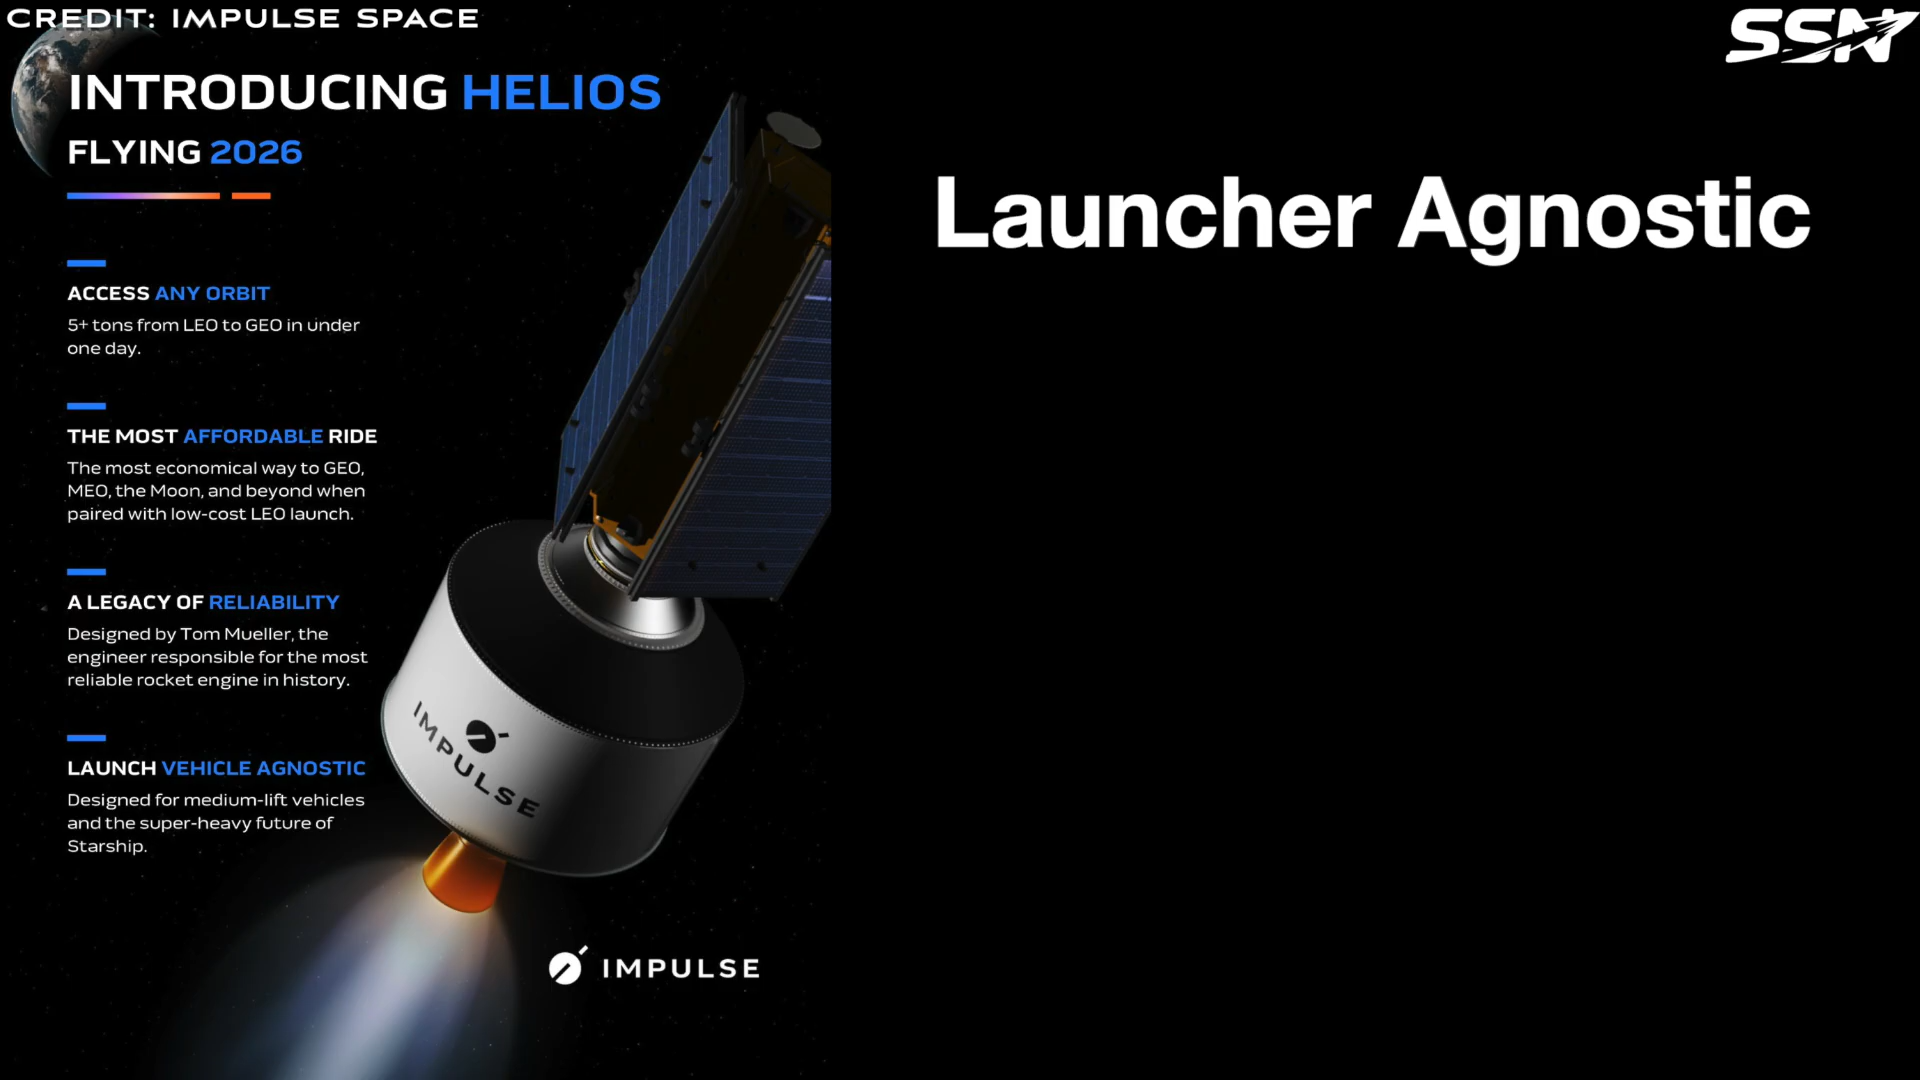 CREDIT: IMPULSE SPACE
SSN
INTRODUCING HELIOS
FLYING 2026
ACCESS ANY ORBIT
5+ tons from LEO to GEO in under
one day.
THE MOST AFFORDABLE RIDE
The most economical way to GEO,
MEO, the Moon, and beyond when
paired with low-cost LEO launch.
A LEGACY OF RELIABILITY
Designed by Tom Mueller, the
engineer responsible for the most
reliable rocket engine in history.
LAUNCH VEHICLE AGNOSTIC
Designed for medium-lift vehicles
and the super-heavy future of
Starship.
IMPULSE
IMPULSE
Launcher Agnostic